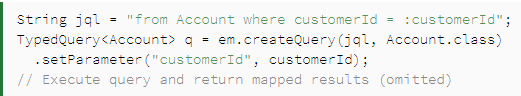 String jql = "from Account where customerId = :customerId";
TypedQuery<Account> q = em.createQuery(jql, Account.class)
.setParameter("customerId", customerId);
// Execute query and return mapped results (omitted)